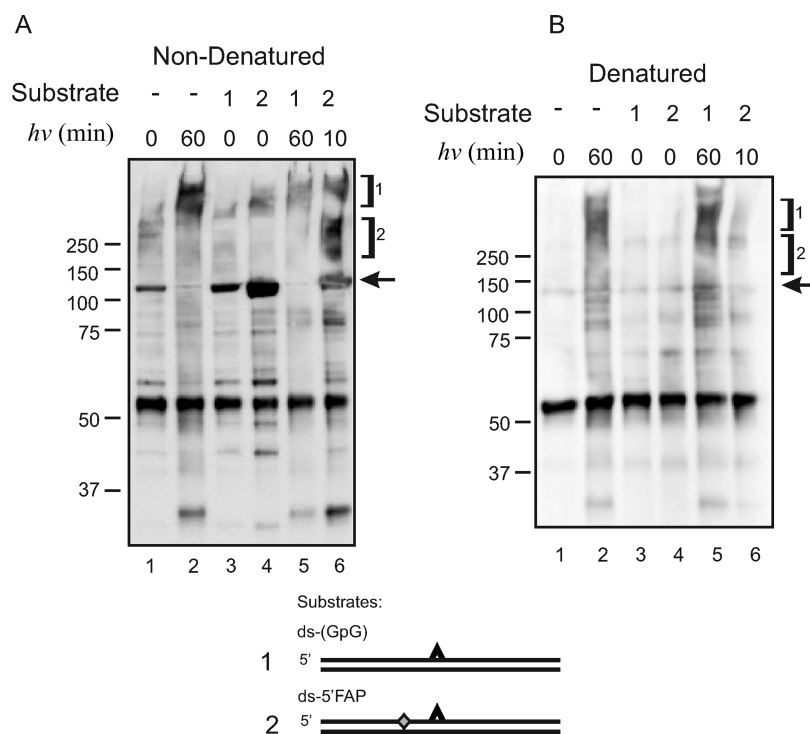 A
Non-Denatured
Substrate - - 1 2 1 2
hν (min) 0 60 0 0 60 10
1
2
250
150
100
75
50
37
1 2 3 4 5 6
B
Denatured
Substrate - - 1 2 1 2
hν (min) 0 60 0 0 60 10
1
2
250
150
100
75
50
37
1 2 3 4 5 6
Substrates:
ds-(GpG)
1 5’
ds-5’FAP
2 5’